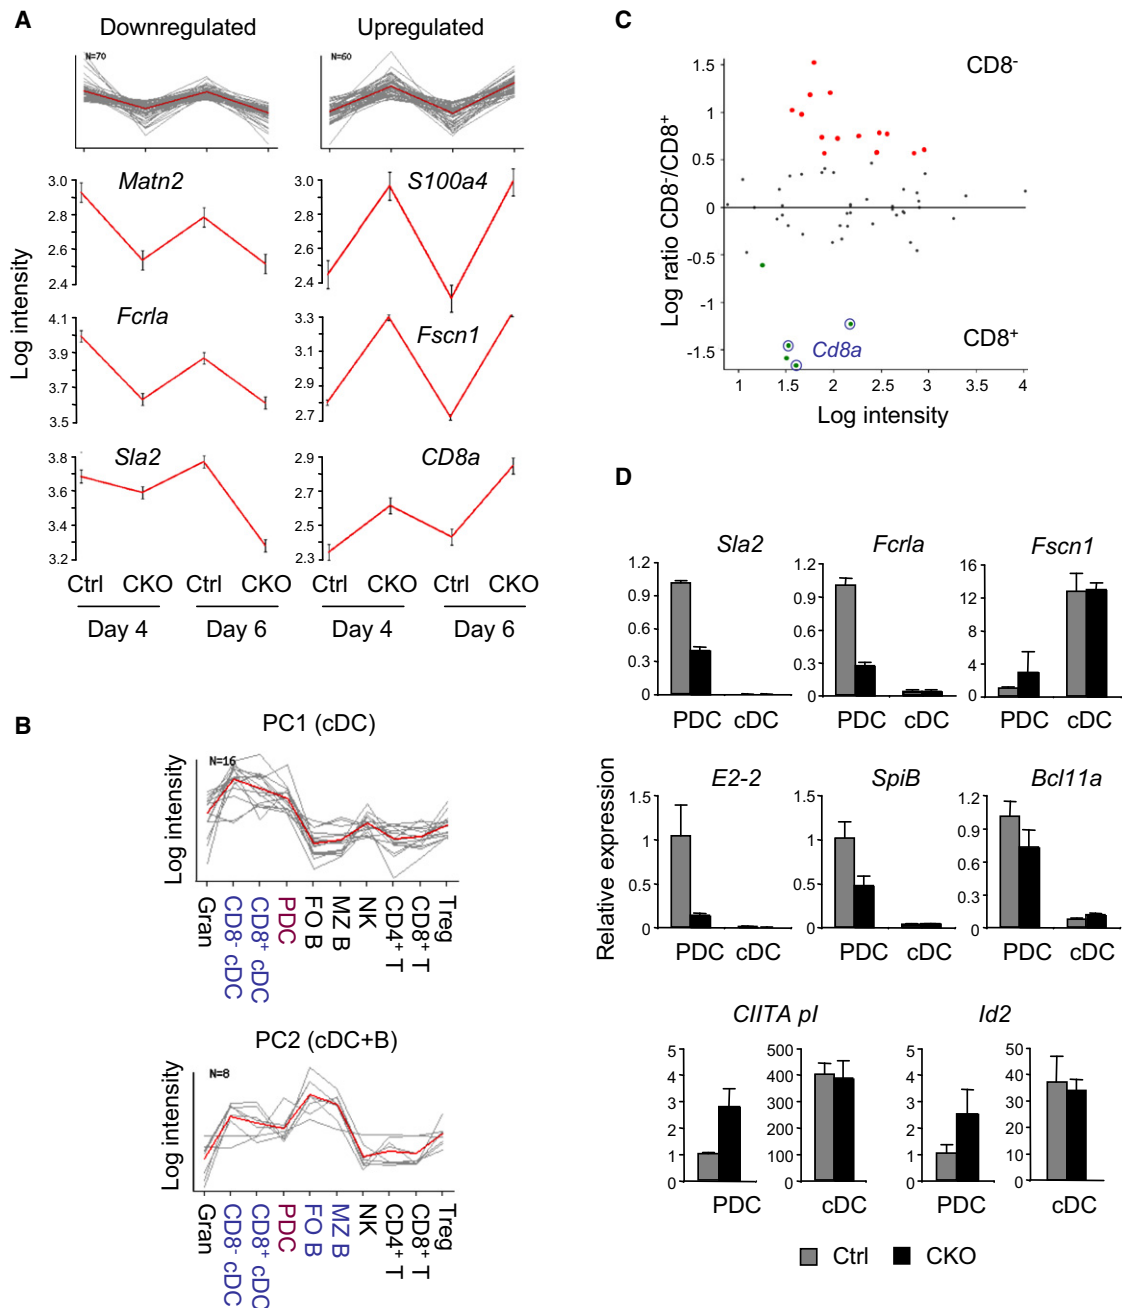 A
Downregulated
Upregulated
N=70
N=60
Log intensity
Matn2
3.0
2.8
2.6
2.4
S100a4
3.0
2.8
2.6
2.4
Fcrla
4.1
3.9
3.7
3.5
Fscn1
3.3
3.1
2.9
2.7
Sla2
3.8
3.6
3.4
3.2
CD8a
2.9
2.7
2.5
2.3
Ctrl CKO Ctrl CKO Ctrl CKO Ctrl CKO
Day 4 Day 6 Day 4 Day 6
B
PC1 (cDC)
N=16
Log intensity
Gran
CD8- cDC
CD8+ cDC
PDC
FO B
MZ B
NK
CD4+ T
CD8+ T
Treg
PC2 (cDC+B)
N=8
Log intensity
Gran
CD8- cDC
CD8+ cDC
PDC
FO B
MZ B
NK
CD4+ T
CD8+ T
Treg
C
CD8-
CD8+
Cd8a
Log ratio CD8-/CD8+
1.5
1
0.5
0
-0.5
-1
-1.5
1 1.5 2 2.5 3 3.5 4
Log intensity
D
Relative expression
Sla2
1.2
0.9
0.6
0.3
0
PDC cDC
Fcrla
1.2
0.9
0.6
0.3
0
PDC cDC
Fscn1
16
12
8
4
0
PDC cDC
E2-2
1.5
1
0.5
0
PDC cDC
SpiB
1.5
1
0.5
0
PDC cDC
Bcl11a
1.2
0.9
0.6
0.3
0
PDC cDC
CIITA pI
5
4
3
2
1
0
PDC
500
400
300
200
100
0
cDC
Id2
5
4
3
2
1
0
PDC
50
40
30
20
10
0
cDC
Ctrl CKO